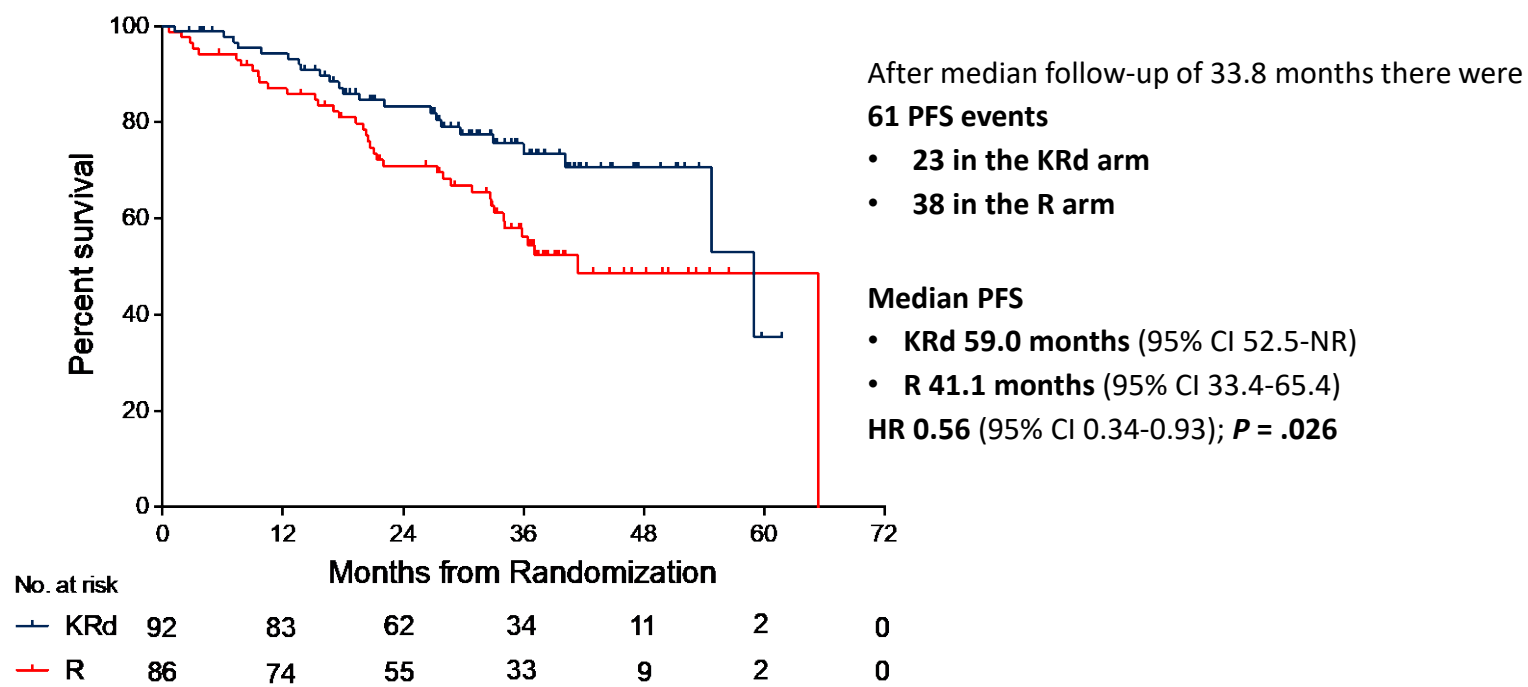 100
80
60
40
20
0
Percent survival
0 12 24 36 48 60 72
Months from Randomization
No. at risk
KRd 92 83 62 34 11 2 0
R 86 74 55 33 9 2 0
After median follow-up of 33.8 months there were
61 PFS events
• 23 in the KRd arm
• 38 in the R arm
Median PFS
• KRd 59.0 months (95% CI 52.5-NR)
• R 41.1 months (95% CI 33.4-65.4)
HR 0.56 (95% CI 0.34-0.93); P = .026